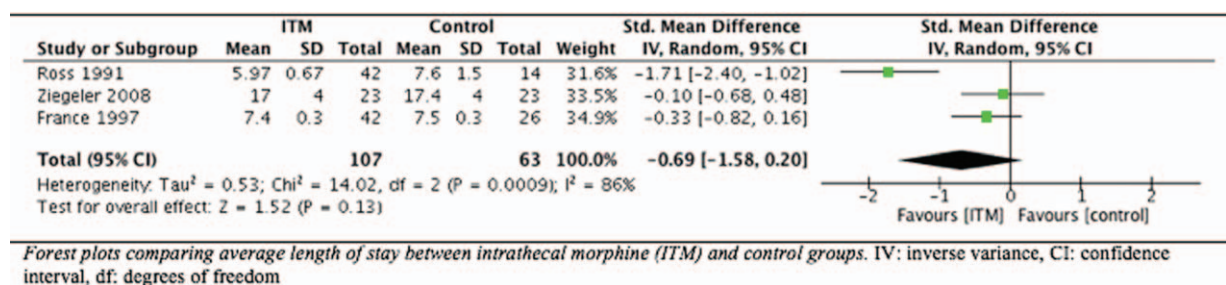 ITM Control Std. Mean Difference Std. Mean Difference
Study or Subgroup Mean SD Total Mean SD Total Weight IV, Random, 95% CI IV, Random, 95% CI
Ross 1991 5.97 0.67 42 7.6 1.5 14 31.6% -1.71 [-2.40, -1.02]
Ziegeler 2008 17 4 23 17.4 4 23 33.5% -0.10 [-0.68, 0.48]
France 1997 7.4 0.3 42 7.5 0.3 26 34.9% -0.33 [-0.82, 0.16]
Total (95% CI) 107 63 100.0% -0.69 [-1.58, 0.20]
Heterogeneity: Tau² = 0.53; Chi² = 14.02, df = 2 (P = 0.0009); I² = 86%
Test for overall effect: Z = 1.52 (P = 0.13)
-2 -1 0 1 2
Favours [ITM] Favours [control]
Forest plots comparing average length of stay between intrathecal morphine (ITM) and control groups. IV: inverse variance, CI: confidence
interval, df: degrees of freedom